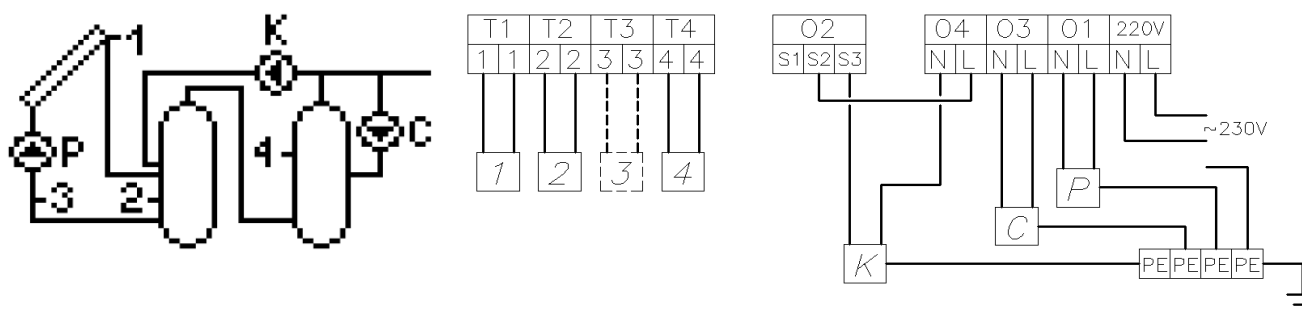 K
1
P
C
4
3
2
T1 T2 T3 T4
1 1 2 2 3 3 4 4
1 2 3 4
O2 O4 O3 O1 220V
S1 S2 S3 N L N L N L N L
~230V
P
C
K
PE PE PE PE